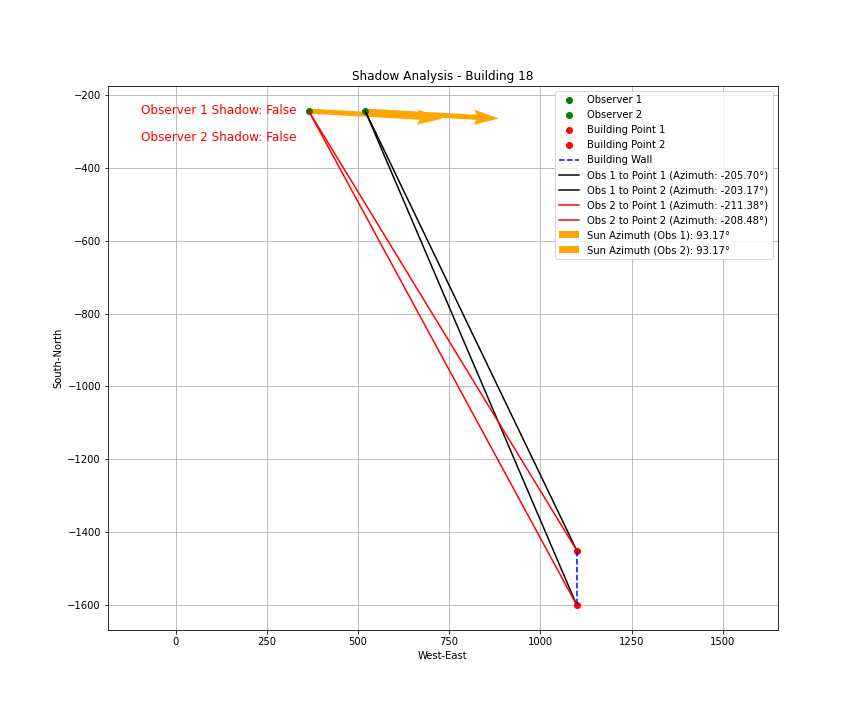 Shadow Analysis - Building 18
Observer 1 Shadow: False
Observer 2 Shadow: False
Observer 1
Observer 2
Building Point 1
Building Point 2
Building Wall
Obs 1 to Point 1 (Azimuth: -205.70°)
Obs 1 to Point 2 (Azimuth: -203.17°)
Obs 2 to Point 1 (Azimuth: -211.38°)
Obs 2 to Point 2 (Azimuth: -208.48°)
Sun Azimuth (Obs 1): 93.17°
Sun Azimuth (Obs 2): 93.17°
South-North
−200
−400
−600
−800
−1000
−1200
−1400
−1600
0
250
500
750
1000
1250
1500
West-East